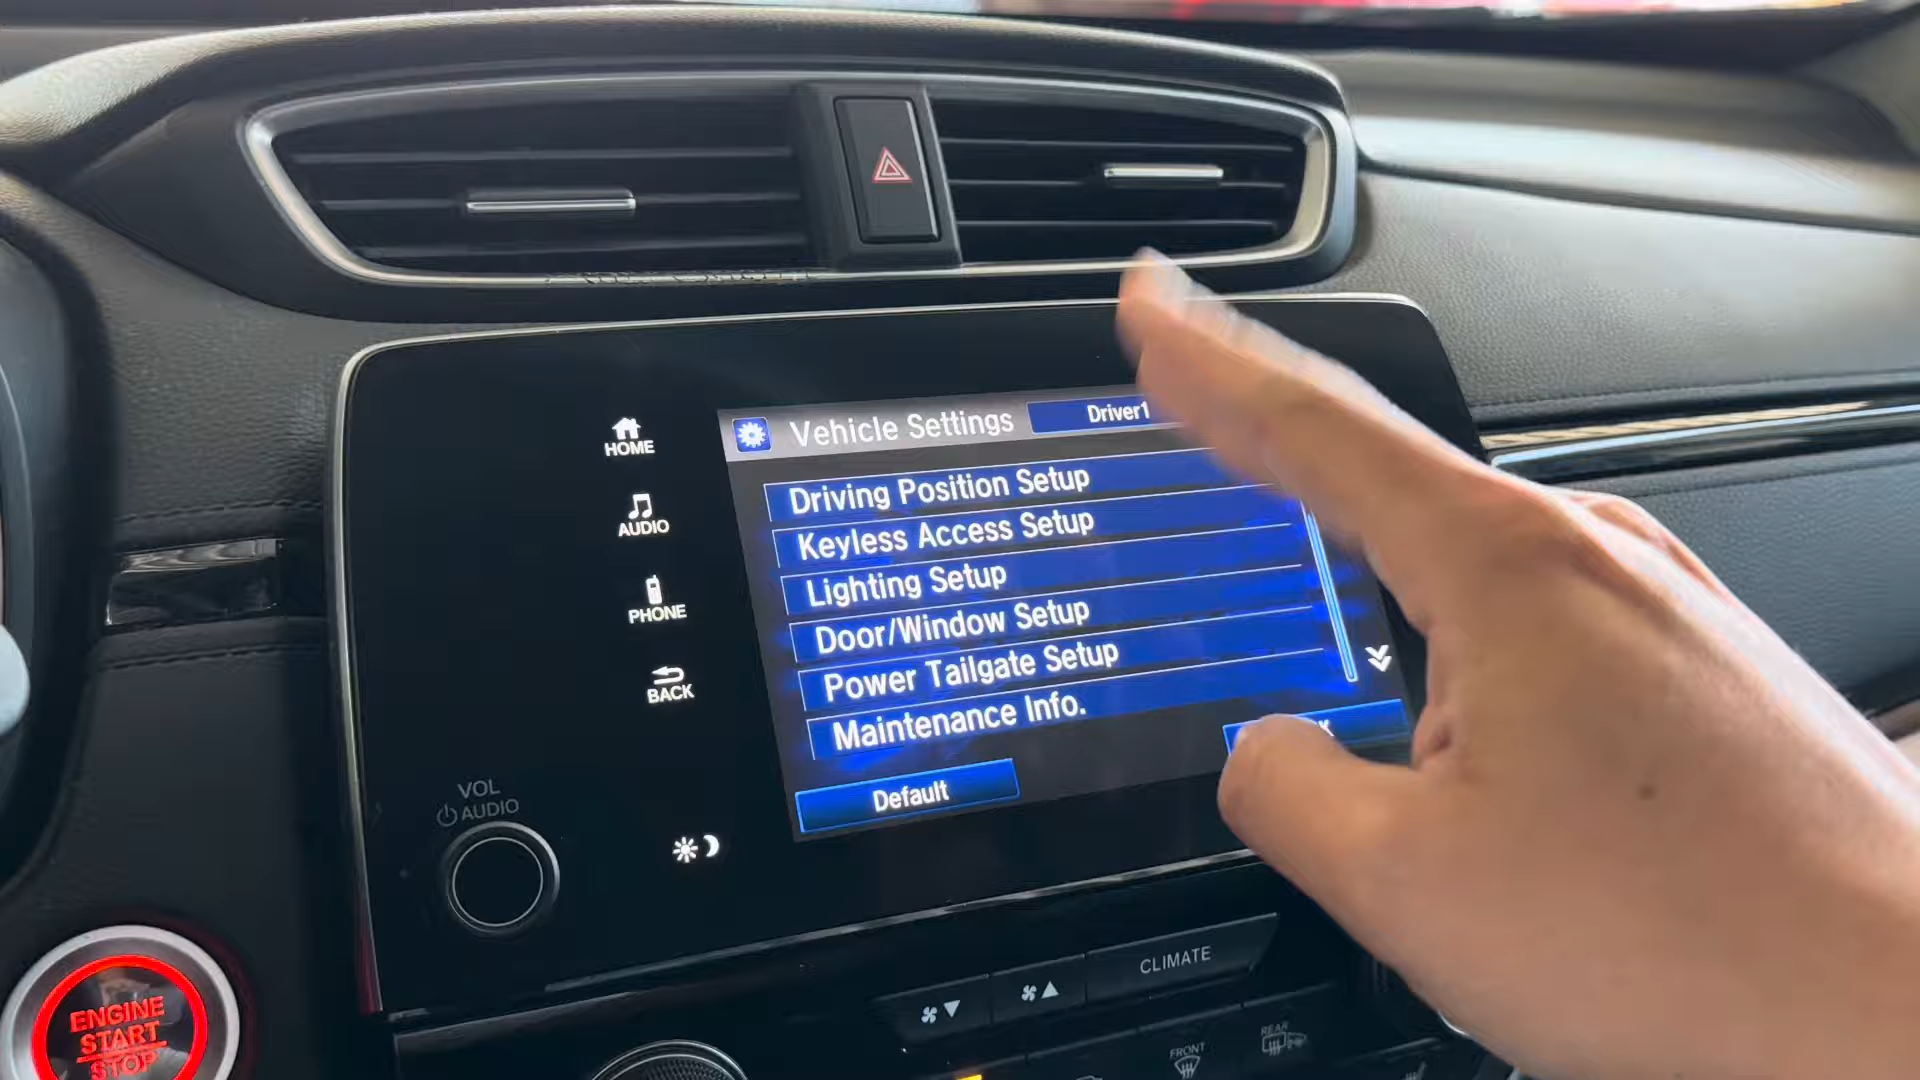 HOME
AUDIO
PHONE
BACK
Vehicle Settings
Driver1
Driving Position Setup
Keyless Access Setup
Lighting Setup
Door/Window Setup
Power Tailgate Setup
Maintenance Info.
Default
VOL
AUDIO
ENGINE
START
STOP
CLIMATE
FRONT
REAR